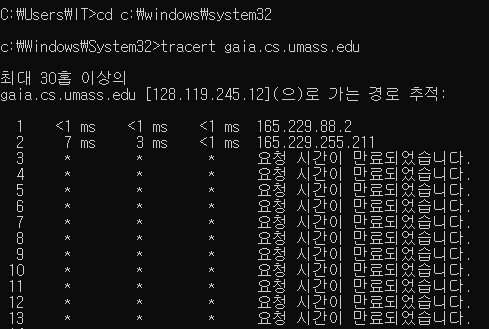 C:₩Users₩IT>cd c:₩windows₩system32
c:₩Windows₩System32>tracert gaia.cs.umass.edu
최대 30홉 이상의
gaia.cs.umass.edu [128.119.245.12](으)로 가는 경로 추적:
1 <1 ms <1 ms <1 ms 165.229.88.2
2 7 ms 3 ms <1 ms 165.229.255.211
3 * * * 요청 시간이 만료되었습니다.
4 * * * 요청 시간이 만료되었습니다.
5 * * * 요청 시간이 만료되었습니다.
6 * * * 요청 시간이 만료되었습니다.
7 * * * 요청 시간이 만료되었습니다.
8 * * * 요청 시간이 만료되었습니다.
9 * * * 요청 시간이 만료되었습니다.
10 * * * 요청 시간이 만료되었습니다.
11 * * * 요청 시간이 만료되었습니다.
12 * * * 요청 시간이 만료되었습니다.
13 * * * 요청 시간이 만료되었습니다.